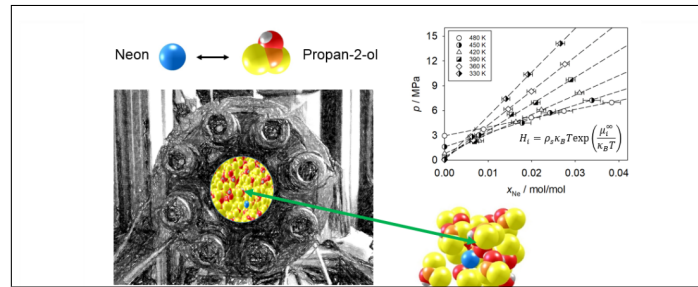 Neon
Propan-2-ol
p / MPa
15
12
9
6
3
0
480 K
450 K
420 K
390 K
360 K
330 K
H_i = ρ_s κ_B T exp(μ_i^∞ / κ_B T)
0.00 0.01 0.02 0.03 0.04
x_Ne / mol/mol